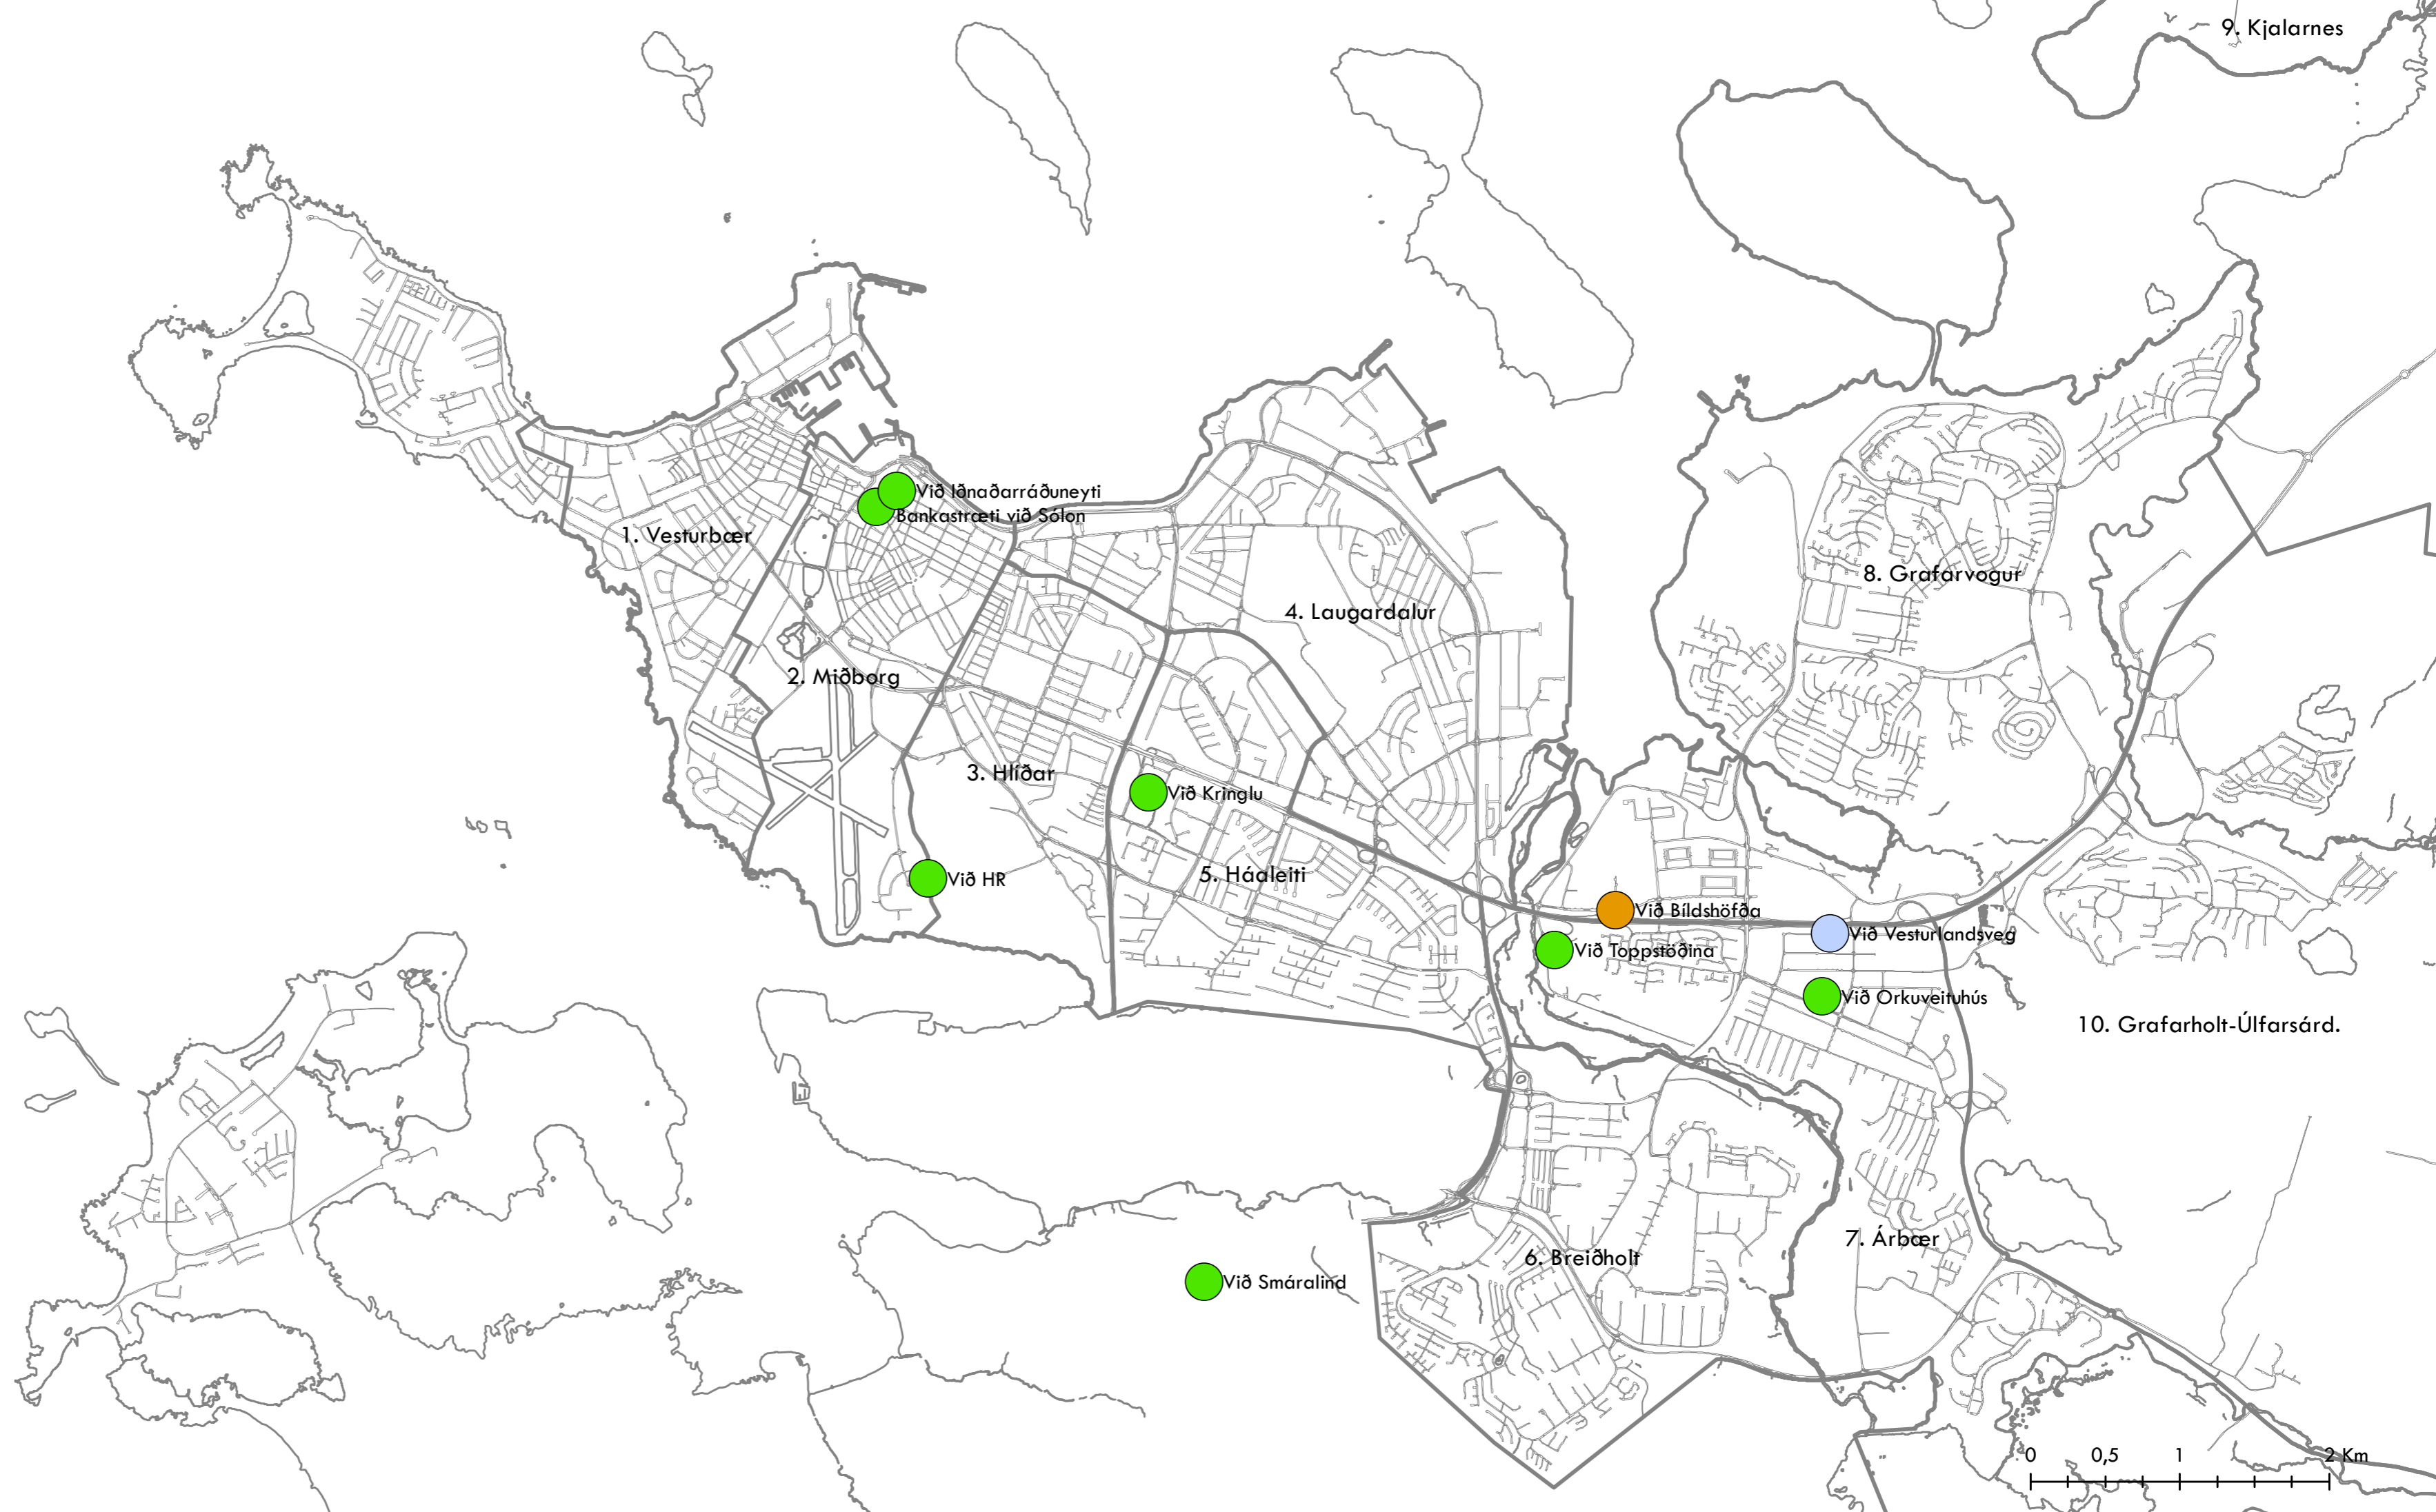 9. Kjalarnes
Við Iðnaðarráðuneyti
Bankastræti við Sólon
1. Vesturbær
8. Grafarvogur
4. Laugardalur
2. Miðborg
3. Hlíðar
Við Kringlu
5. Háaleiti
Við HR
Við Bíldshöfða
Við Vesturlandsveg
Við Toppstöðina
Við Orkuveituhús
10. Grafarholt-Úlfarsárd.
7. Árbær
6. Breiðholt
Við Smáralind
0 0,5 1 2 Km